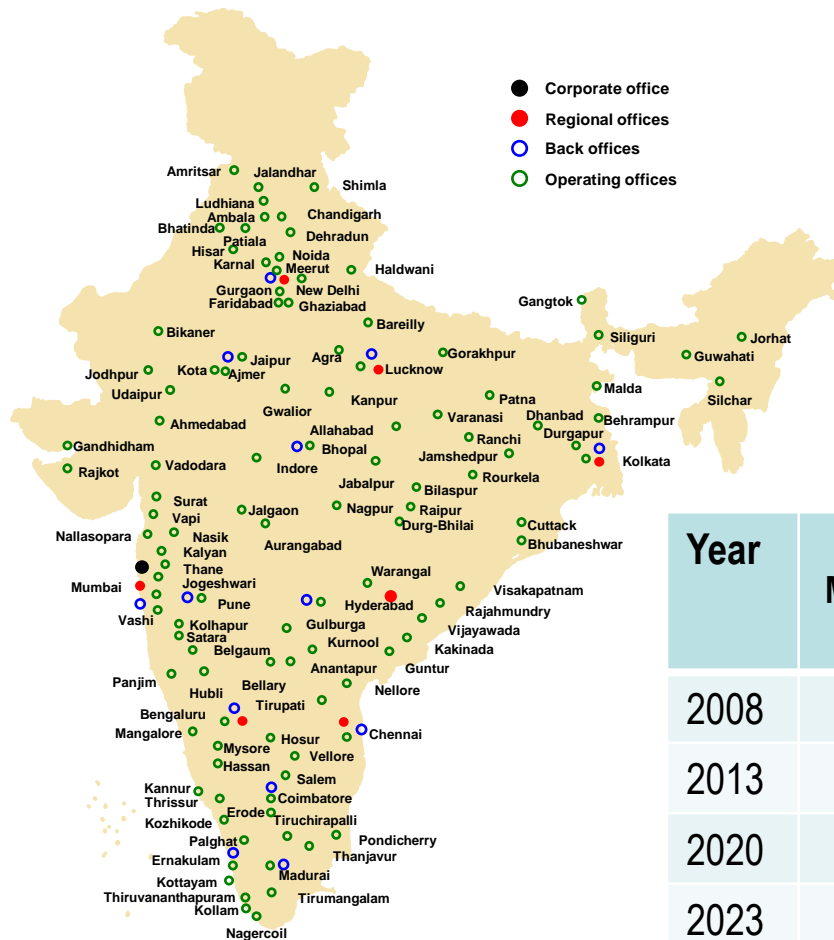 Corporate office
Regional offices
Back offices
Operating offices
Amritsar
Jalandhar
Shimla
Ludhiana
Ambala
Chandigarh
Bhatinda
Patiala
Dehradun
Hisar
Noida
Karnal
Meerut
Haldwani
Gurgaon
New Delhi
Faridabad
Ghaziabad
Gangtok
Bikaner
Bareilly
Siliguri
Jorhat
Jaipur
Agra
Gorakhpur
Guwahati
Jodhpur
Kota
Ajmer
Lucknow
Udaipur
Kanpur
Patna
Malda
Silchar
Gwalior
Varanasi
Dhanbad
Behrampur
Ahmedabad
Allahabad
Durgapur
Gandhidham
Bhopal
Ranchi
Rajkot
Vadodara
Indore
Jamshedpur
Kolkata
Jabalpur
Rourkela
Bilaspur
Surat
Jalgaon
Nagpur
Raipur
Vapi
Durg-Bhilai
Cuttack
Nallasopara
Nasik
Aurangabad
Bhubaneshwar
Kalyan
Thane
Warangal
Mumbai
Jogeshwari
Visakapatnam
Pune
Hyderabad
Rajahmundry
Vashi
Kolhapur
Gulburga
Vijayawada
Satara
Kurnool
Kakinada
Belgaum
Guntur
Panjim
Anantapur
Hubli
Bellary
Nellore
Tirupati
Bengaluru
Mangalore
Hosur
Chennai
Mysore
Vellore
Hassan
Salem
Kannur
Coimbatore
Thrissur
Erode
Kozhikode
Tiruchirapalli
Palghat
Pondicherry
Ernakulam
Thanjavur
Madurai
Kottayam
Thiruvananthapuram
Tirumangalam
Kollam
Nagercoil
Year
M
2008
2013
2020
2023